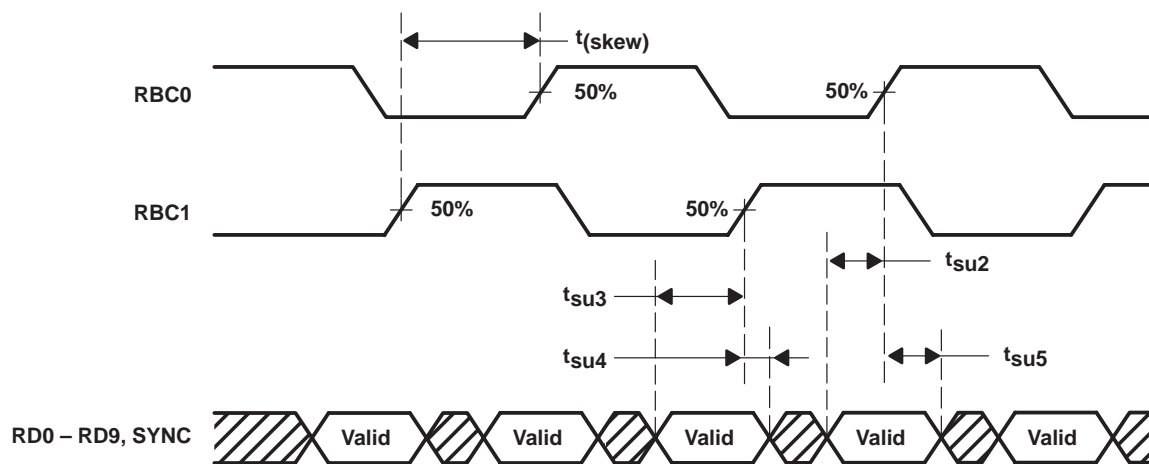 t(skew)
RBC0
50%
50%
RBC1
50%
50%
tsu2
tsu3
tsu4
tsu5
RD0 – RD9, SYNC
Valid
Valid
Valid
Valid
Valid